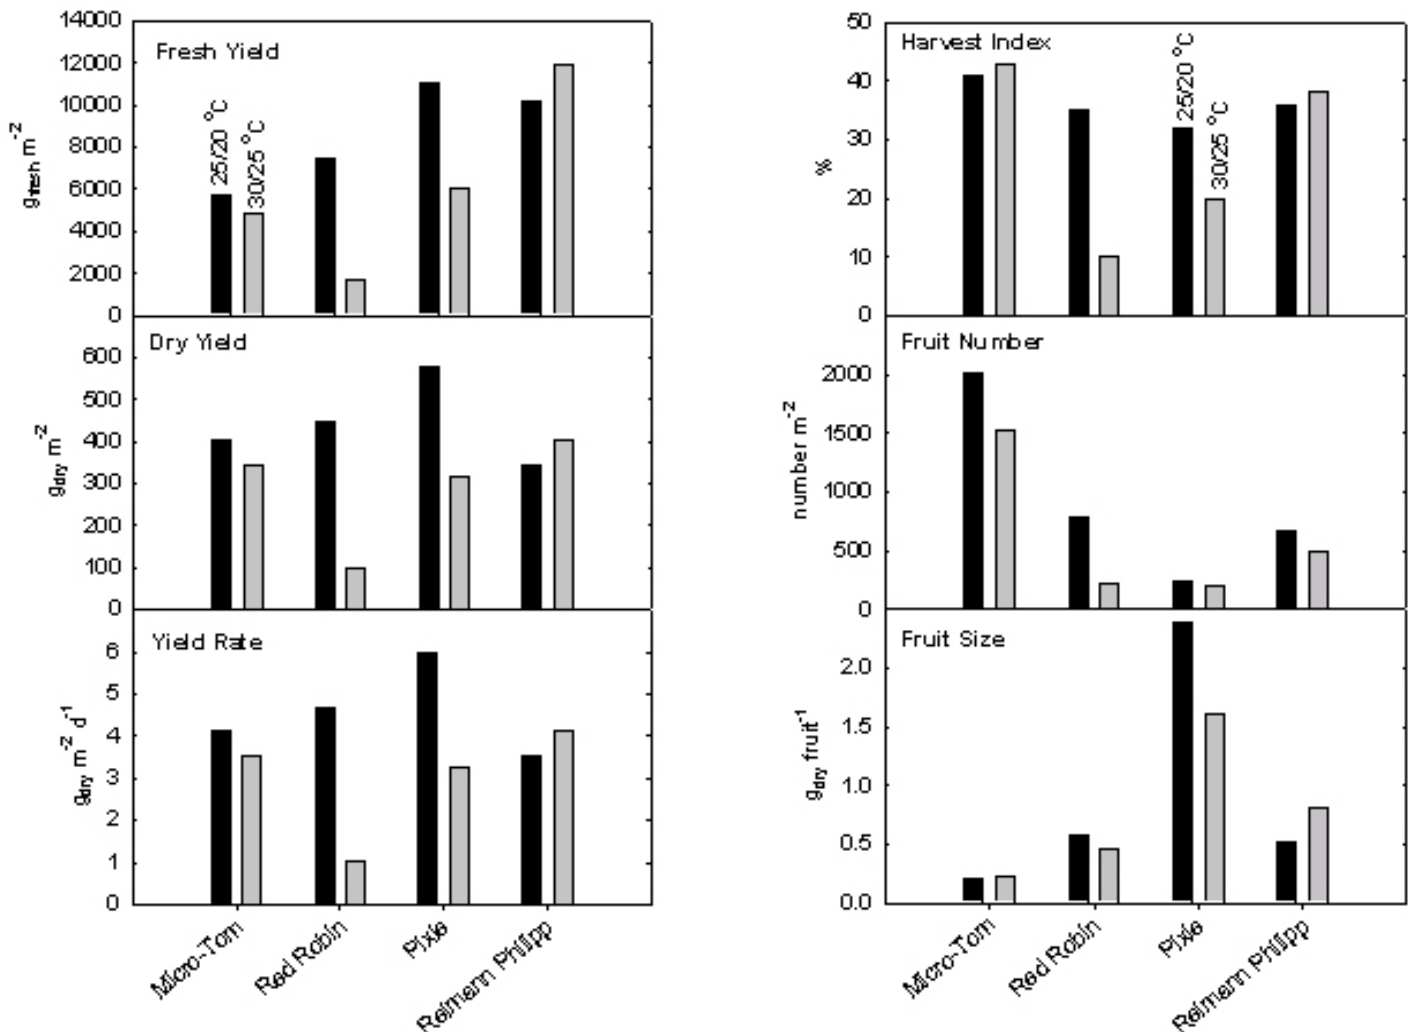 Fresh Yield
14000
12000
10000
8000
6000
4000
2000
0
g_fresh m⁻²
25/20 °C
30/25 °C
Dry Yield
600
500
400
300
200
100
0
g_dry m⁻²
Yield Rate
6
5
4
3
2
1
0
g_dry m⁻² d⁻¹
Micro-Tom
Red Robin
Pixie
Reimann Philipp
Harvest Index
50
40
30
20
10
0
%
25/20 °C
30/25 °C
Fruit Number
2000
1500
1000
500
0
number m⁻²
Fruit Size
2.0
1.5
1.0
0.5
0.0
g_dry fruit⁻¹
Micro-Tom
Red Robin
Pixie
Reimann Philipp